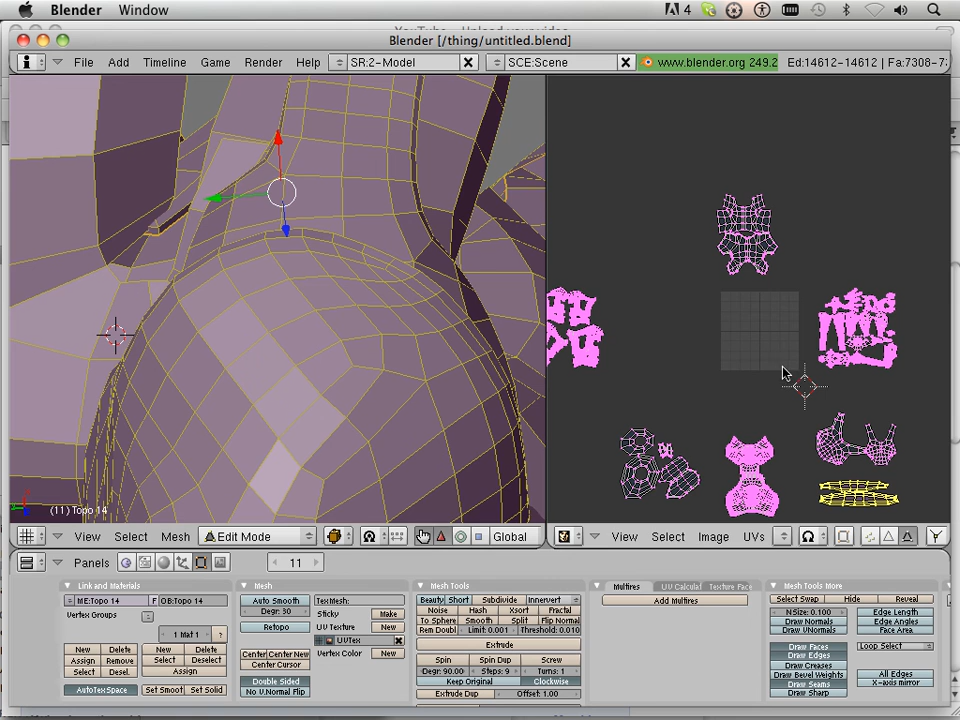 Blender Window 4
Blender [/thing/untitled.blend]
File Add Timeline Game Render Help SR:2-Model SCE:Scene www.blender.org 249.2 Ed:14612-14612 | Fa:7308-7
(11) Topo 14
View Select Mesh Edit Mode Global View Select Image UVs
Panels 11
Link and Materials Mesh Mesh Tools Multires UV Calculat Texture Face Mesh Tools More
ME:Topo 14 F OB:Topo 14 Auto Smooth TexMesh: Beauty Short Subdivide Innervert Add Multires Select Swap Hide Reveal
Vertex Groups Degr: 30 Sticky Make Noise Hash Xsort Fractal NSize: 0.100 Edge Length
Retopo UV Texture New To Sphere Smooth Split Flip Normal Draw Normals Edge Angles
1 Mat 1 ? UVTex Rem Doubl Limit: 0.001 Threshold: 0.010 Draw VNormals Face Area
New Delete New Delete Center Center New Vertex Color New Extrude Draw Faces Loop Select
Assign Remove Select Deselect Center Cursor Spin Spin Dup Screw Draw Edges
Select Desel. Assign Degr: 90.00 Steps: 9 Turns: 1 Draw Creases
Double Sided Keep Original Clockwise Draw Bevel Weights All Edges
AutoTexSpace Set Smoot Set Solid No V.Normal Flip Extrude Dup Offset: 1.00 Draw Seams X-axis mirror
Draw Sharp